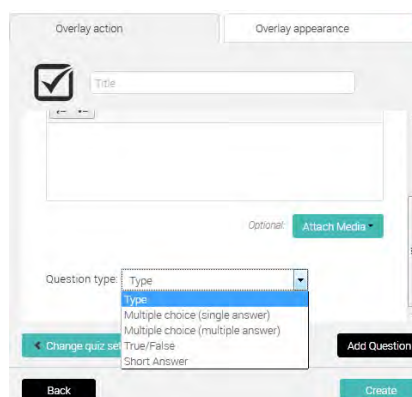 Overlay action
Overlay appearance
Title
Optional: Attach Media
Question type: Type
Type
Multiple choice (single answer)
Multiple choice (multiple answer)
True/False
Short Answer
Change quiz
Add Question
Back
Create